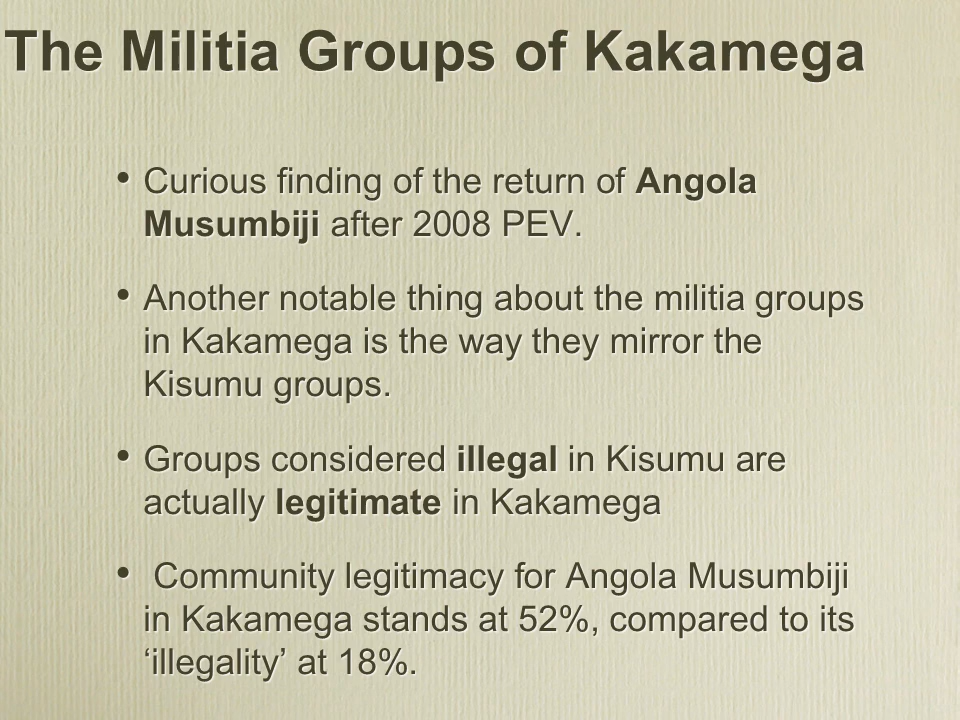 The Militia Groups of Kakamega
• Curious finding of the return of Angola
Musumbiji after 2008 PEV.
• Another notable thing about the militia groups
in Kakamega is the way they mirror the
Kisumu groups.
• Groups considered illegal in Kisumu are
actually legitimate in Kakamega
• Community legitimacy for Angola Musumbiji
in Kakamega stands at 52%, compared to its
‘illegality’ at 18%.